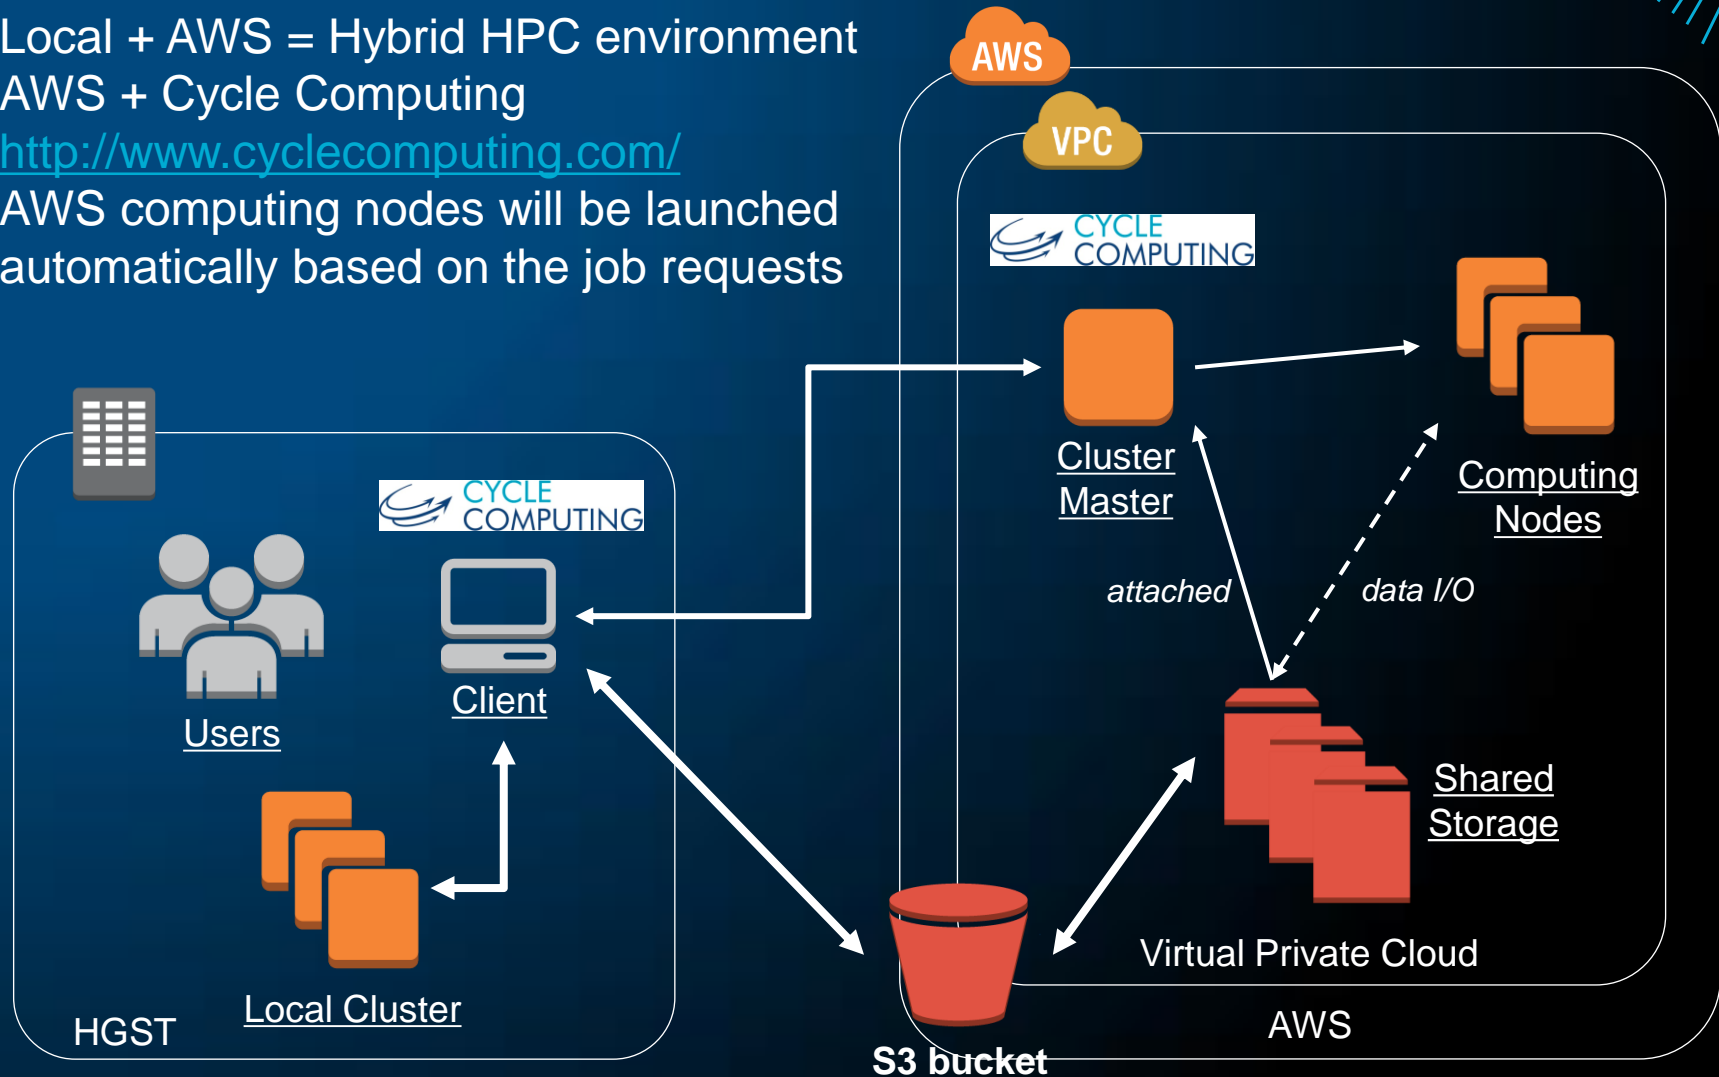 Local + AWS = Hybrid HPC environment
AWS + Cycle Computing
http://www.cyclecomputing.com/
AWS computing nodes will be launched
automatically based on the job requests
AWS
VPC
CYCLE
COMPUTING
Cluster
Master
Computing
Nodes
attached
data I/O
Shared
Storage
Virtual Private Cloud
AWS
S3 bucket
CYCLE
COMPUTING
Client
Users
Local Cluster
HGST